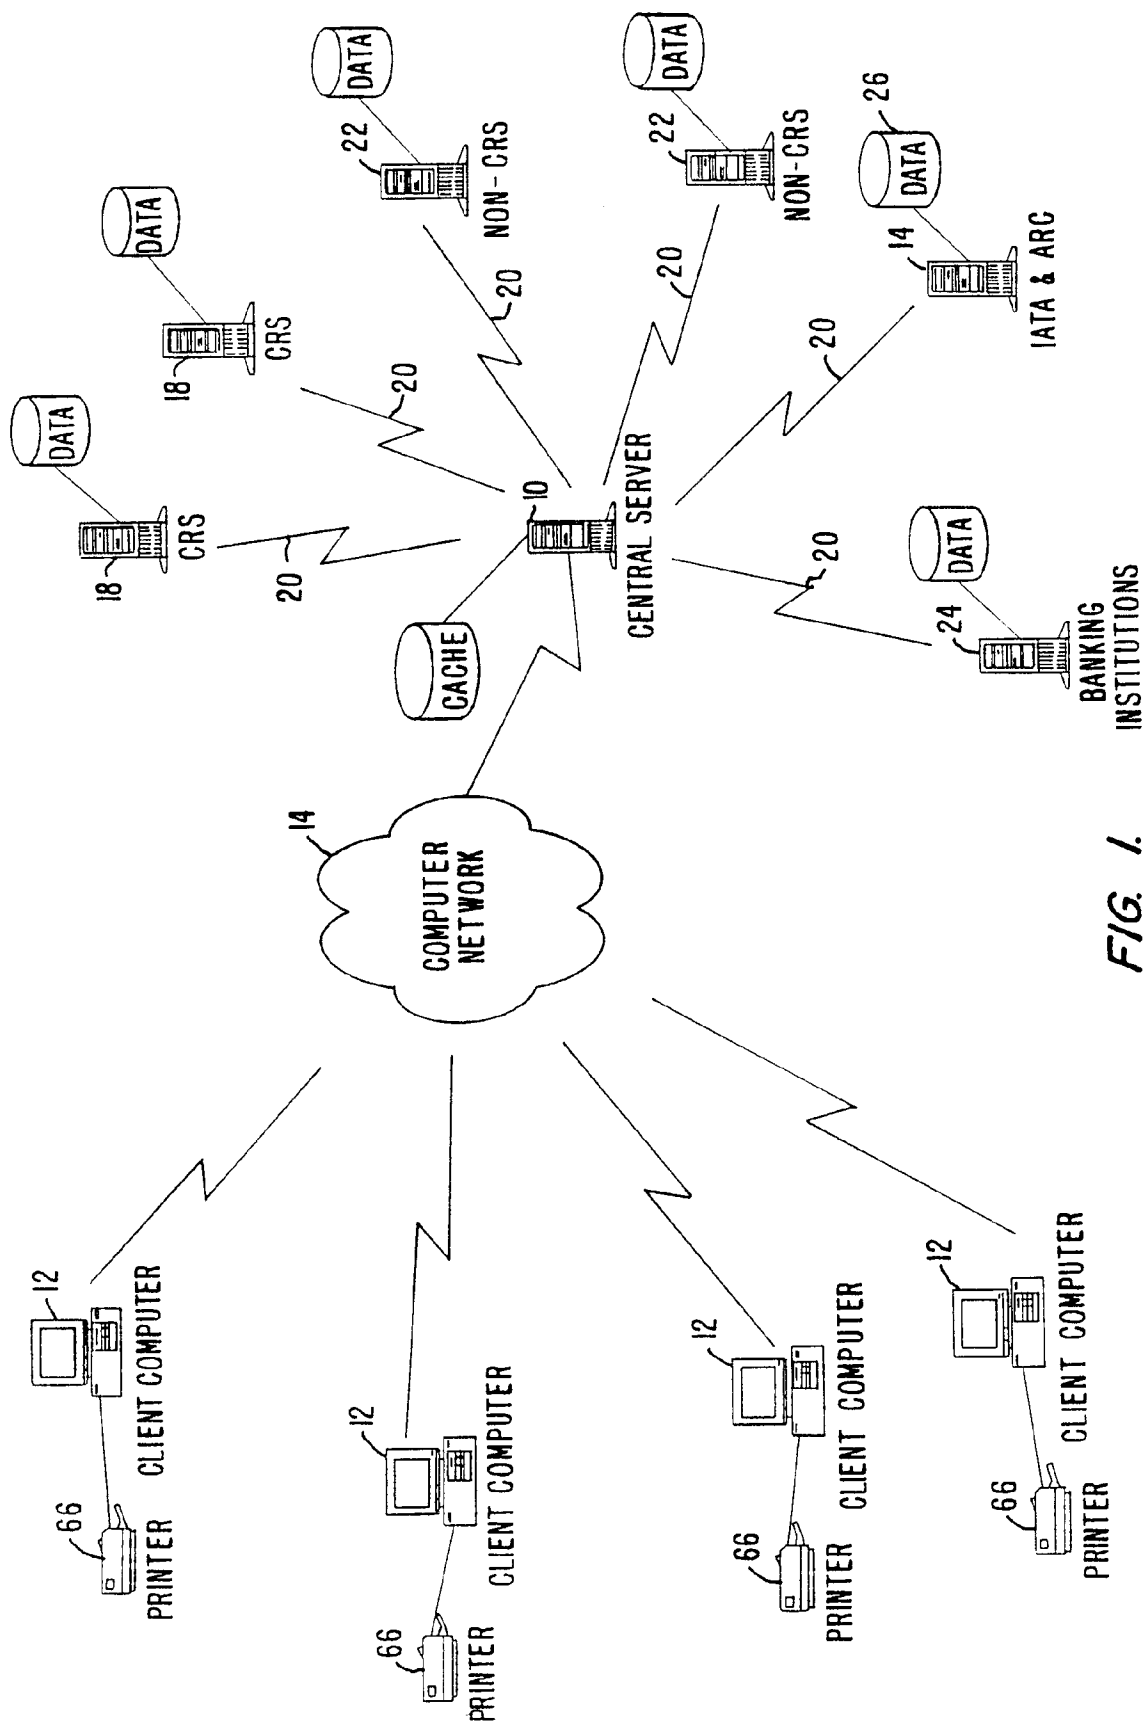 66
PRINTER
12
CLIENT COMPUTER
66
PRINTER
12
CLIENT COMPUTER
66
PRINTER
12
CLIENT COMPUTER
66
PRINTER
12
CLIENT COMPUTER
14
COMPUTER
NETWORK
CACHE
10
CENTRAL SERVER
18
CRS
DATA
20
18
CRS
DATA
20
22
NON-CRS
DATA
20
22
NON-CRS
DATA
20
14
IATA & ARC
DATA
26
20
24
BANKING
INSTITUTIONS
DATA
20
FIG. 1.